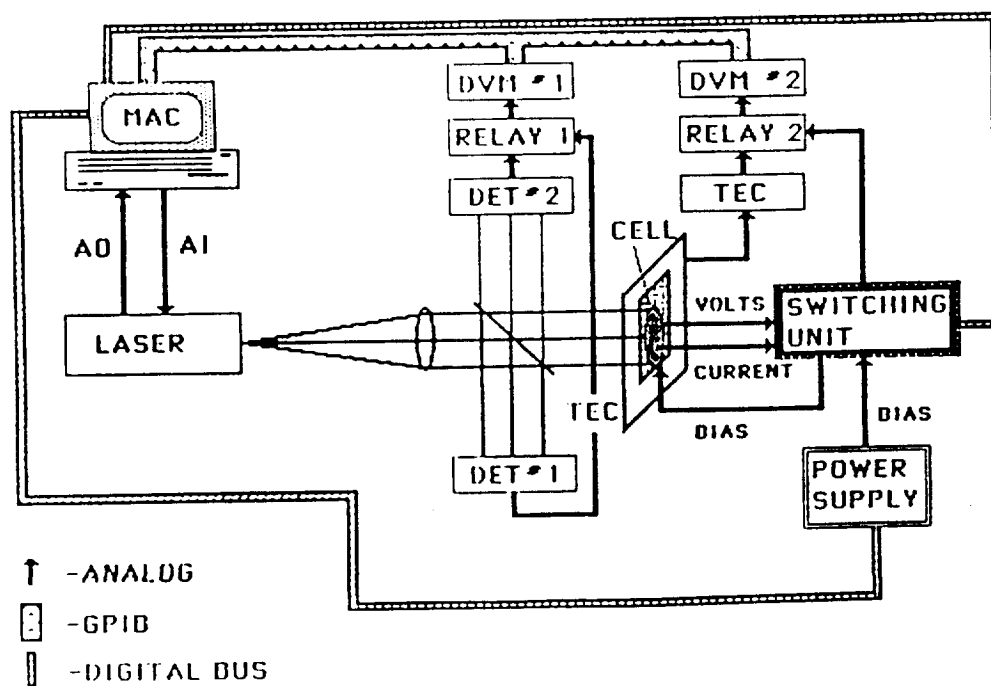 MAC
DVM #1
DVM #2
RELAY 1
RELAY 2
DET #2
TEC
CELL
AO
AI
LASER
VOLTS
SWITCHING
UNIT
CURRENT
TEC
BIAS
BIAS
DET #1
POWER
SUPPLY
-ANALOG
-GPIB
-DIGITAL BUS